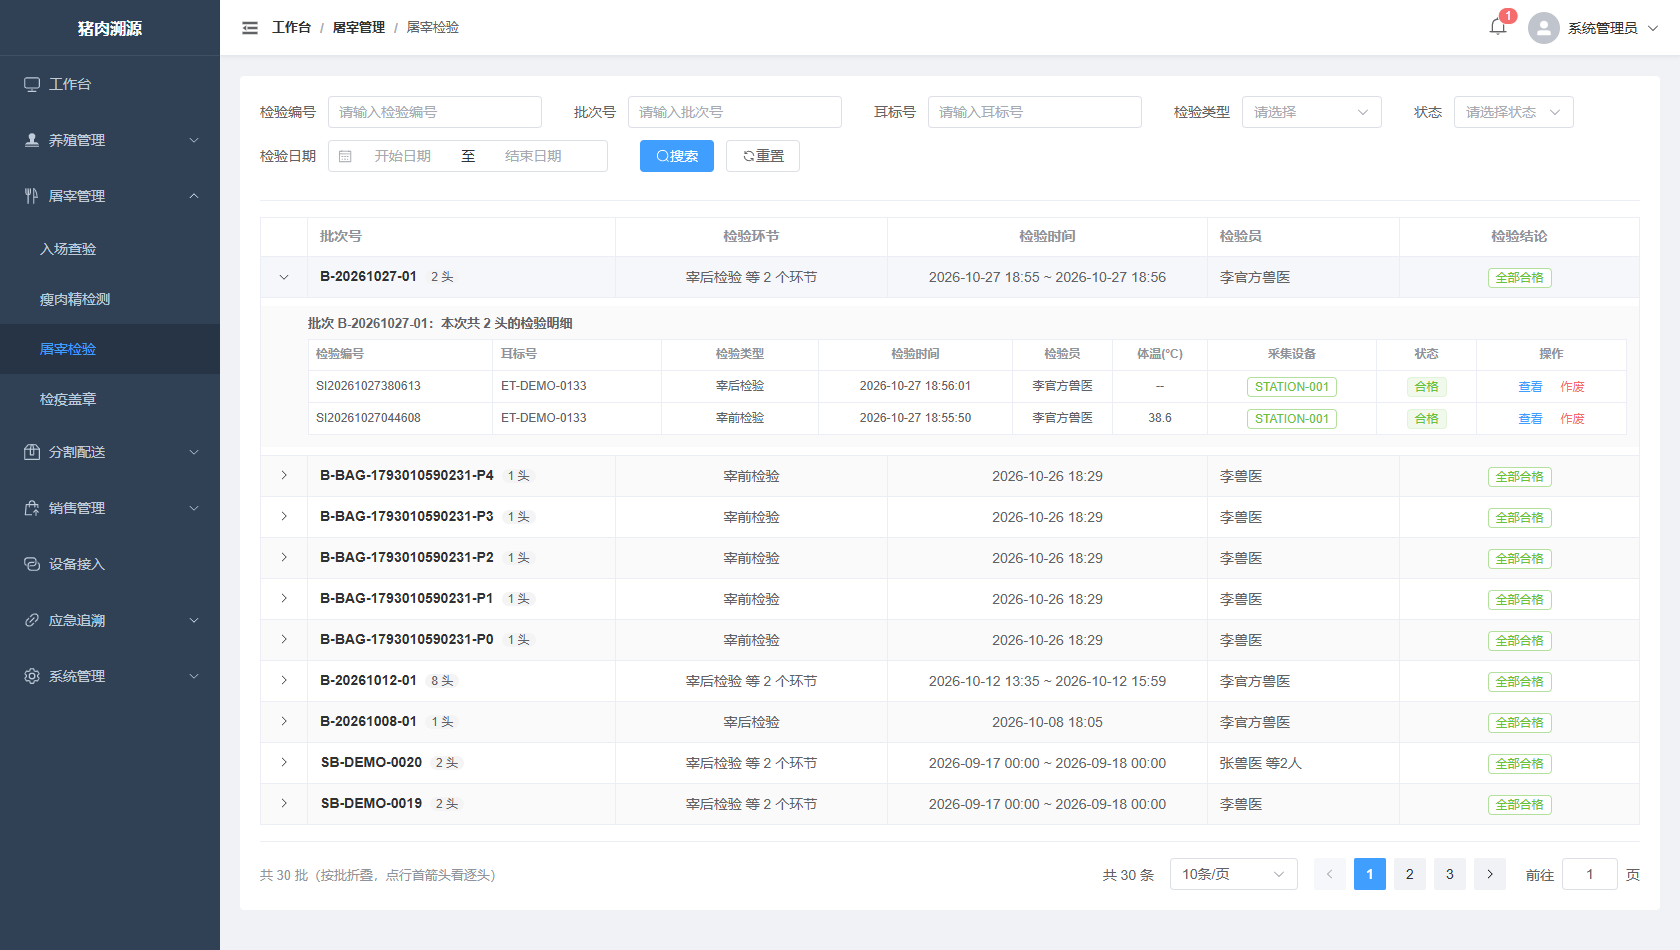 猪肉溯源
工作台
养殖管理
屠宰管理
入场查验
瘦肉精检测
屠宰检验
检疫盖章
分割配送
销售管理
设备接入
应急追溯
系统管理
工作台 / 屠宰管理 / 屠宰检验
1 系统管理员
检验编号 请输入检验编号 批次号 请输入批次号 耳标号 请输入耳标号 检验类型 请选择 状态 请选择状态
检验日期 开始日期 至 结束日期 搜索 重置
批次号 检验环节 检验时间 检验员 检验结论
B-20261027-01 2 头 宰后检验 等 2 个环节 2026-10-27 18:55 ~ 2026-10-27 18:56 李官方兽医 全部合格
批次 B-20261027-01：本次共 2 头的检验明细
检验编号 耳标号 检验类型 检验时间 检验员 体温(°C) 采集设备 状态 操作
SI20261027380613 ET-DEMO-0133 宰后检验 2026-10-27 18:56:01 李官方兽医 -- STATION-001 合格 查看 作废
SI20261027044608 ET-DEMO-0133 宰前检验 2026-10-27 18:55:50 李官方兽医 38.6 STATION-001 合格 查看 作废
B-BAG-1793010590231-P4 1 头 宰前检验 2026-10-26 18:29 李兽医 全部合格
B-BAG-1793010590231-P3 1 头 宰前检验 2026-10-26 18:29 李兽医 全部合格
B-BAG-1793010590231-P2 1 头 宰前检验 2026-10-26 18:29 李兽医 全部合格
B-BAG-1793010590231-P1 1 头 宰前检验 2026-10-26 18:29 李兽医 全部合格
B-BAG-1793010590231-P0 1 头 宰前检验 2026-10-26 18:29 李兽医 全部合格
B-20261012-01 8 头 宰后检验 等 2 个环节 2026-10-12 13:35 ~ 2026-10-12 15:59 李官方兽医 全部合格
B-20261008-01 1 头 宰后检验 2026-10-08 18:05 李官方兽医 全部合格
SB-DEMO-0020 2 头 宰后检验 等 2 个环节 2026-09-17 00:00 ~ 2026-09-18 00:00 张兽医 等2人 全部合格
SB-DEMO-0019 2 头 宰后检验 等 2 个环节 2026-09-17 00:00 ~ 2026-09-18 00:00 李兽医 全部合格
共 30 批（按批折叠，点行首箭头看逐头） 共 30 条 10条/页 1 2 3 前往 1 页